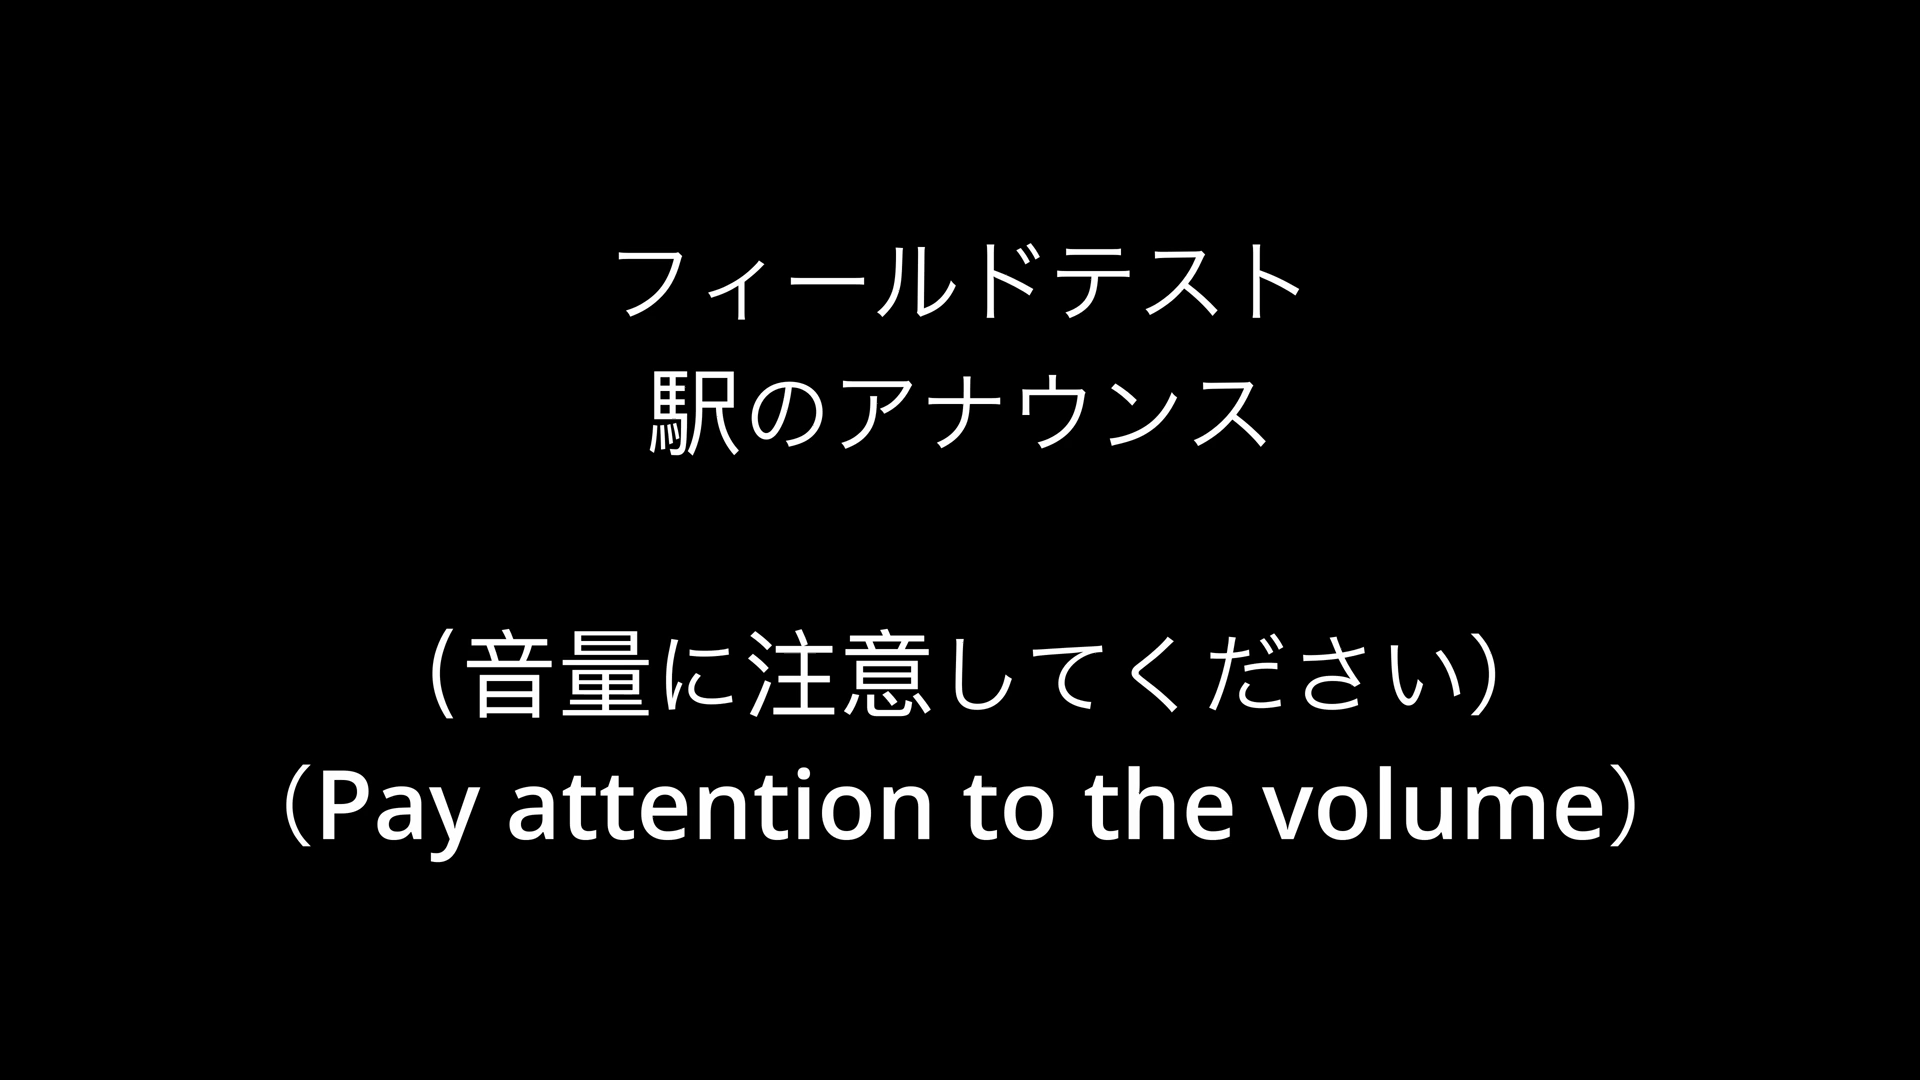 フィールドテスト
駅のアナウンス
（音量に注意してください）
（Pay attention to the volume）